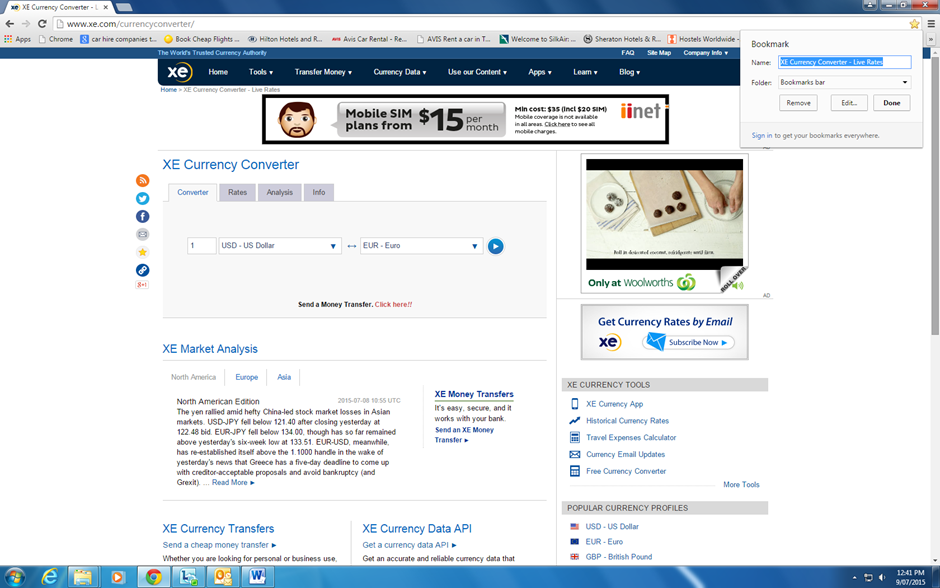 XE Currency Converter - L
www.xe.com/currencyconverter/
Apps Chrome car hire companies t... Book Cheap Flights... Hilton Hotels and R... AVIS Avis Car Rental - Re... AVIS Rent a car in T... Welcome to SilkAir:... Sheraton Hotels & R... Hostels Worldwide -
Bookmark
Name: XE Currency Converter - Live Rates
Folder: Bookmarks bar
Remove Edit... Done
Sign in to get your bookmarks everywhere.
The World's Trusted Currency Authority FAQ Site Map Company Info
xe Home Tools Transfer Money Currency Data Use our Content Apps Learn Blog
Home > XE Currency Converter - Live Rates
Mobile SIM
plans from $15 per
month
Min cost: $35 (incl $20 SIM)
Mobile coverage is not available
in all areas. Click here to see all
mobile charges.
iinet
XE Currency Converter
Converter Rates Analysis Info
1 USD - US Dollar EUR - Euro
Send a Money Transfer. Click here!!
g+1
Only at Woolworths
ROLL OVER
AD
Get Currency Rates by Email
xe Subscribe Now
XE Market Analysis
North America Europe Asia
North American Edition 2015-07-08 10:55 UTC
The yen rallied amid hefty China-led stock market losses in Asian
markets. USD-JPY fell below 121.40 after closing yesterday at
122.48 bid. EUR-JPY fell below 134.00, though has so far remained
above yesterday's six-week low at 133.51. EUR-USD, meanwhile,
has re-established itself above the 1.1000 handle in the wake of
yesterday's news that Greece has a five-day deadline to come up
with creditor-acceptable proposals and avoid bankruptcy (and
Grexit). ... Read More
XE Money Transfers
It's easy, secure, and it
works with your bank.
Send an XE Money
Transfer
XE CURRENCY TOOLS
XE Currency App
Historical Currency Rates
Travel Expenses Calculator
Currency Email Updates
Free Currency Converter
More Tools
POPULAR CURRENCY PROFILES
USD - US Dollar
EUR - Euro
GBP - British Pound
XE Currency Transfers
Send a cheap money transfer
Whether you are looking for personal or business use,
XE Currency Data API
Get a currency data API
Get an accurate and reliable currency data that
12:41 PM
9/07/2015